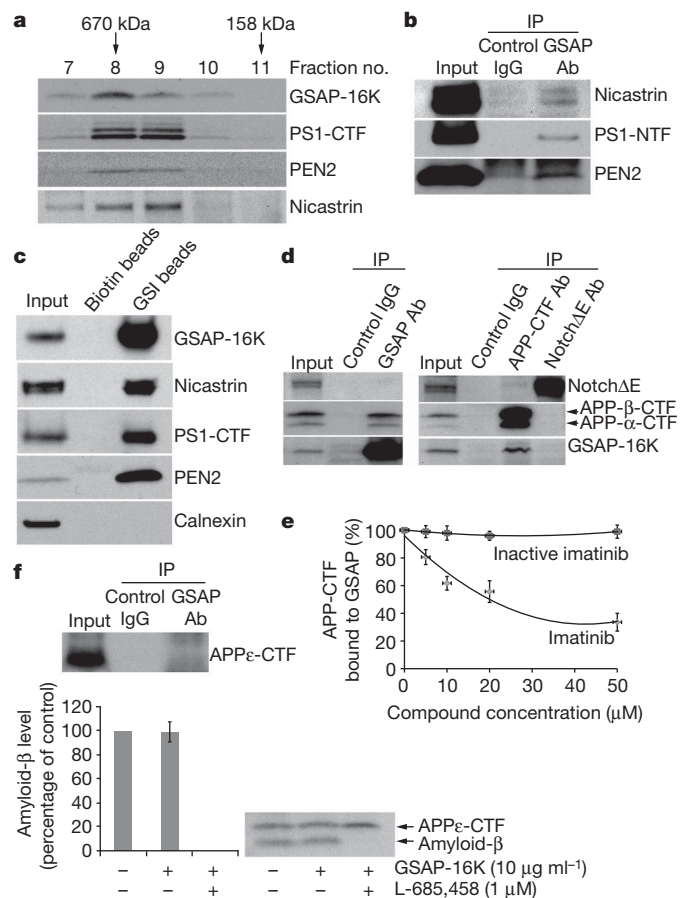 a
670 kDa 158 kDa
7 8 9 10 11 Fraction no.
GSAP-16K
PS1-CTF
PEN2
Nicastrin
b
IP
Control GSAP
Input IgG Ab
Nicastrin
PS1-NTF
PEN2
c
Input Biotin beads GSI beads
GSAP-16K
Nicastrin
PS1-CTF
PEN2
Calnexin
d
IP IP
Input Control IgG GSAP Ab Input Control IgG APP-CTF Ab NotchΔE Ab
NotchΔE
APP-β-CTF
APP-α-CTF
GSAP-16K
e
APP-CTF
bound to GSAP (%)
100
80
60
40
20
0
Inactive imatinib
Imatinib
0 10 20 30 40 50
Compound concentration (μM)
f
IP
Control GSAP
Input IgG Ab
APPε-CTF
Amyloid-β level
(percentage of control)
120
100
80
60
40
20
0
APPε-CTF
Amyloid-β
– + + – + + GSAP-16K (10 μg ml⁻¹)
– – + – – + L-685,458 (1 μM)